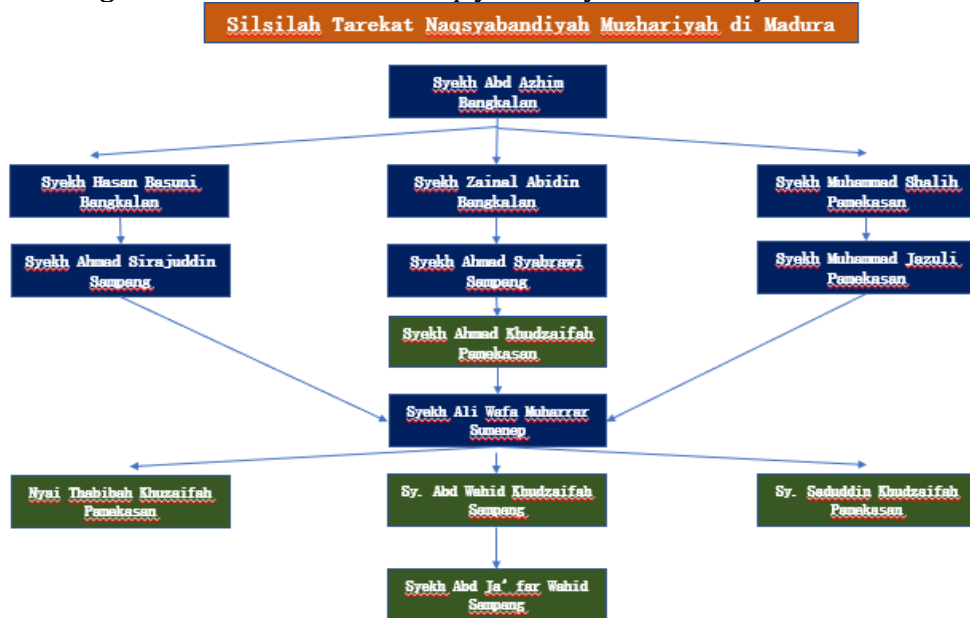 Silsilah Tarekat Naqsyabandiyah Muzhariyah di Madura
Syekh Abd Azhim
Bangkalan
Syekh Hasan Basuni
Bangkalan
Syekh Zainal Abidin
Bangkalan
Syekh Muhammad Shalih
Pamekasan
Syekh Ahmad Sirajuddin
Sampang
Syekh Ahmad Syabrawi
Sampang
Syekh Muhammad Jazuli
Pamekasan
Syekh Ahmad Khudzaifah
Pamekasan
Syekh Ali Wafa Muharrar
Sumenep
Nyai Thabibah Khuzaifah
Pamekasan
Sy. Abd Wahid Khudzaifah
Sampang
Sy. Saduddin Khudzaifah
Pamekasan
Syekh Abd Ja' far Wahid
Sampang